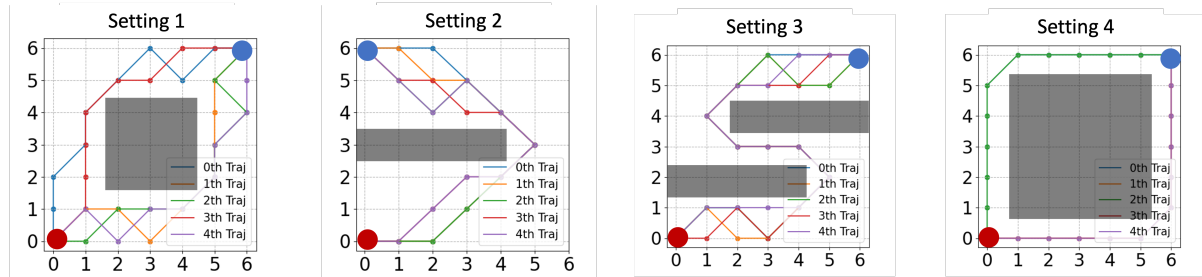 Setting 1
6
5
4
3
2
1
0
0 1 2 3 4 5 6
0th Traj
1th Traj
2th Traj
3th Traj
4th Traj
Setting 2
6
5
4
3
2
1
0
0 1 2 3 4 5 6
0th Traj
1th Traj
2th Traj
3th Traj
4th Traj
Setting 3
6
5
4
3
2
1
0
0 1 2 3 4 5 6
0th Traj
1th Traj
2th Traj
3th Traj
4th Traj
Setting 4
6
5
4
3
2
1
0
0 1 2 3 4 5 6
0th Traj
1th Traj
2th Traj
3th Traj
4th Traj